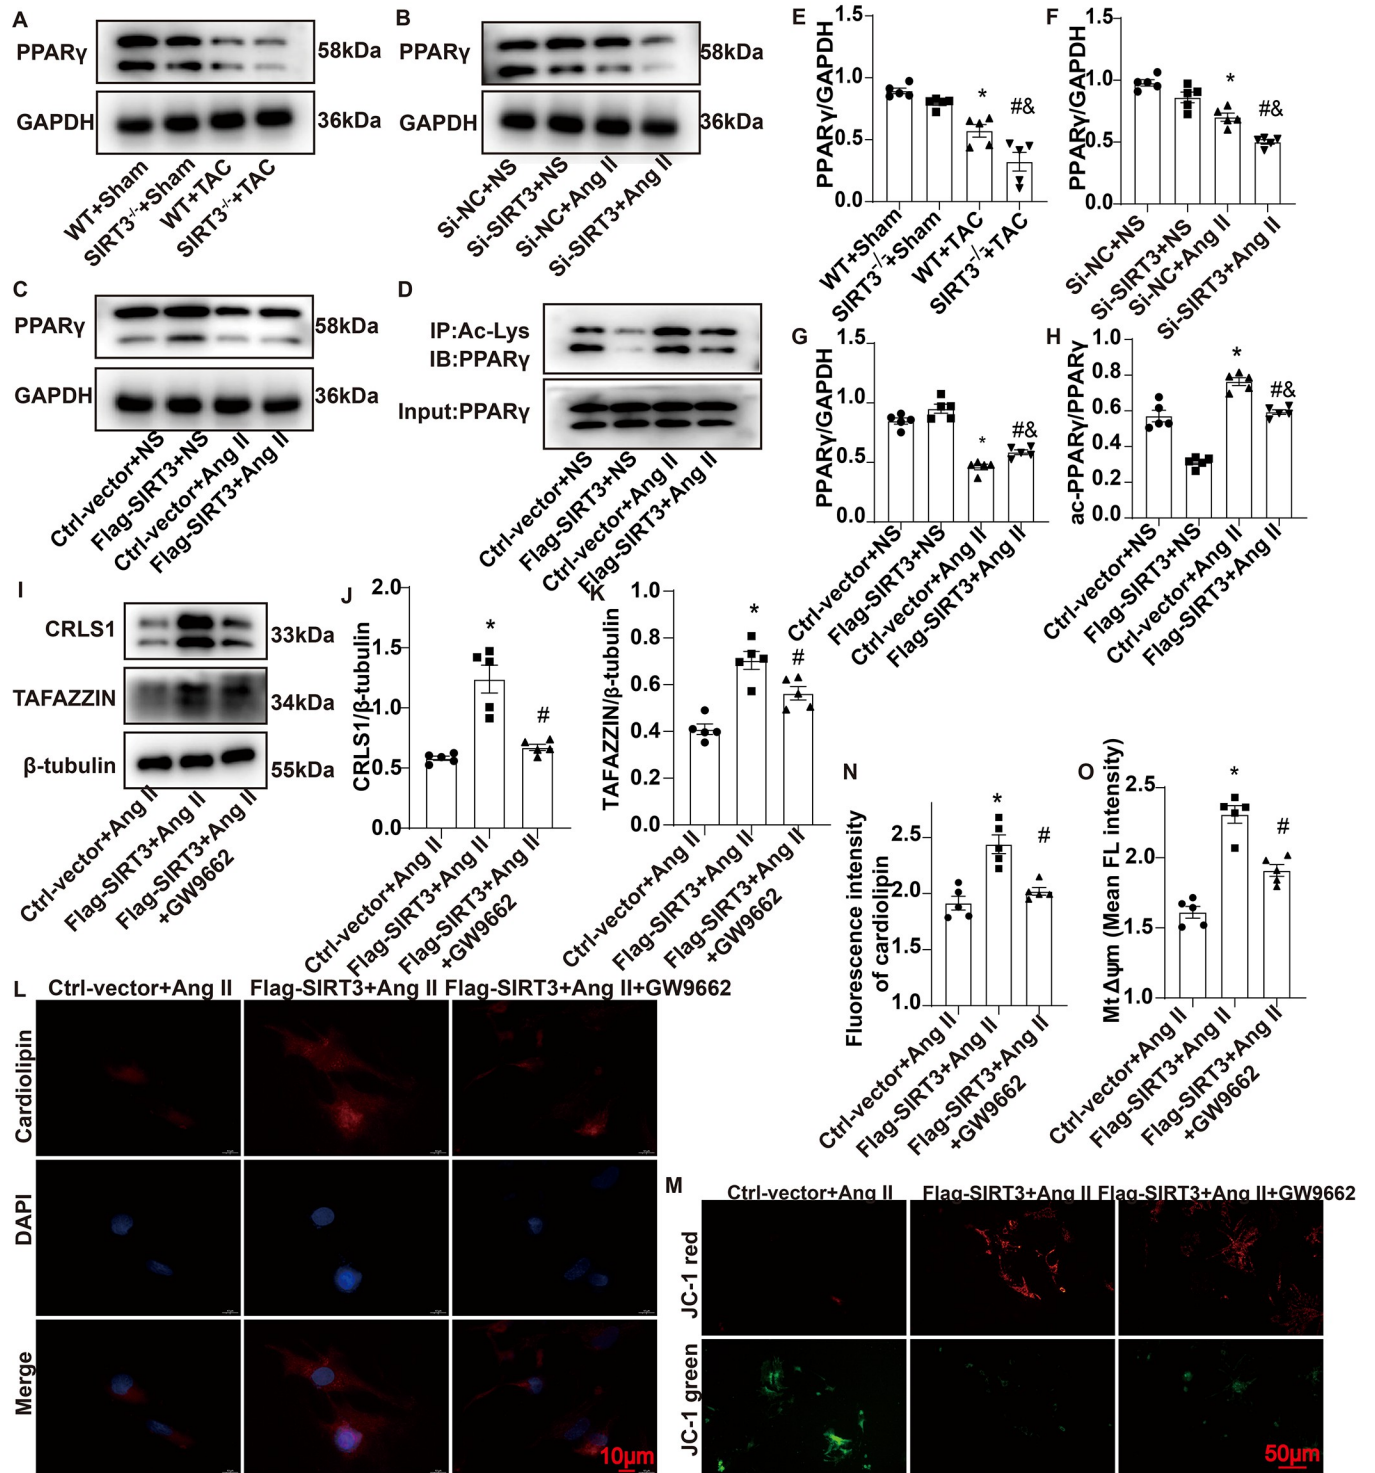 A
PPARγ
58kDa
GAPDH
36kDa
WT+Sham
SIRT3-/-+Sham
WT+TAC
SIRT3-/-+TAC
B
PPARγ
58kDa
GAPDH
36kDa
Si-NC+NS
Si-SIRT3+NS
Si-NC+Ang II
Si-SIRT3+Ang II
E
PPARγ/GAPDH
1.5
1.0
0.5
0.0
*
#&
WT+Sham
SIRT3-/-+Sham
WT+TAC
SIRT3-/-+TAC
F
PPARγ/GAPDH
1.5
1.0
0.5
0.0
*
#&
Si-NC+NS
Si-SIRT3+NS
Si-NC+Ang II
Si-SIRT3+Ang II
C
PPARγ
58kDa
GAPDH
36kDa
Ctrl-vector+NS
Flag-SIRT3+NS
Ctrl-vector+Ang II
Flag-SIRT3+Ang II
D
IP:Ac-Lys
IB:PPARγ
Input:PPARγ
Ctrl-vector+NS
Flag-SIRT3+NS
Ctrl-vector+Ang II
Flag-SIRT3+Ang II
G
PPARγ/GAPDH
1.5
1.0
0.5
0.0
*
#&
Ctrl-vector+NS
Flag-SIRT3+NS
Ctrl-vector+Ang II
Flag-SIRT3+Ang II
H
ac-PPARγ/PPARγ
1.0
0.8
0.6
0.4
0.2
0.0
*
#&
Ctrl-vector+NS
Flag-SIRT3+NS
Ctrl-vector+Ang II
Flag-SIRT3+Ang II
I
CRLS1
33kDa
TAFAZZIN
34kDa
β-tubulin
55kDa
Ctrl-vector+Ang II
Flag-SIRT3+Ang II
Flag-SIRT3+Ang II
+GW9662
J
CRLS1/β-tubulin
2.0
1.5
1.0
0.5
0.0
*
#
Ctrl-vector+Ang II
Flag-SIRT3+Ang II
Flag-SIRT3+Ang II
+GW9662
K
TAFAZZIN/β-tubulin
1.0
0.8
0.6
0.4
0.2
0.0
*
#
Ctrl-vector+Ang II
Flag-SIRT3+Ang II
Flag-SIRT3+Ang II
+GW9662
N
Fluorescence intensity
of cardiolipin
2.5
2.0
1.5
1.0
*
#
Ctrl-vector+Ang II
Flag-SIRT3+Ang II
Flag-SIRT3+Ang II
+GW9662
O
Mt Δψm (Mean FL intensity)
2.5
2.0
1.5
1.0
*
#
Ctrl-vector+Ang II
Flag-SIRT3+Ang II
Flag-SIRT3+Ang II
+GW9662
L
Ctrl-vector+Ang II
Flag-SIRT3+Ang II
Flag-SIRT3+Ang II+GW9662
Cardiolipin
DAPI
Merge
10μm
M
Ctrl-vector+Ang II
Flag-SIRT3+Ang II
Flag-SIRT3+Ang II+GW9662
JC-1 red
JC-1 green
50μm